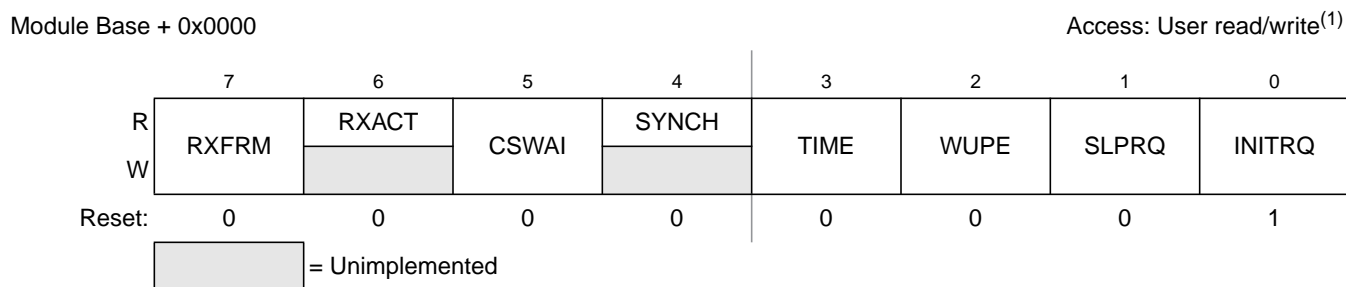 Module Base + 0x0000 Access: User read/write(1)
7 6 5 4 3 2 1 0
R RXFRM RXACT CSWAI SYNCH TIME WUPE SLPRQ INITRQ
W
Reset: 0 0 0 0 0 0 0 1
= Unimplemented